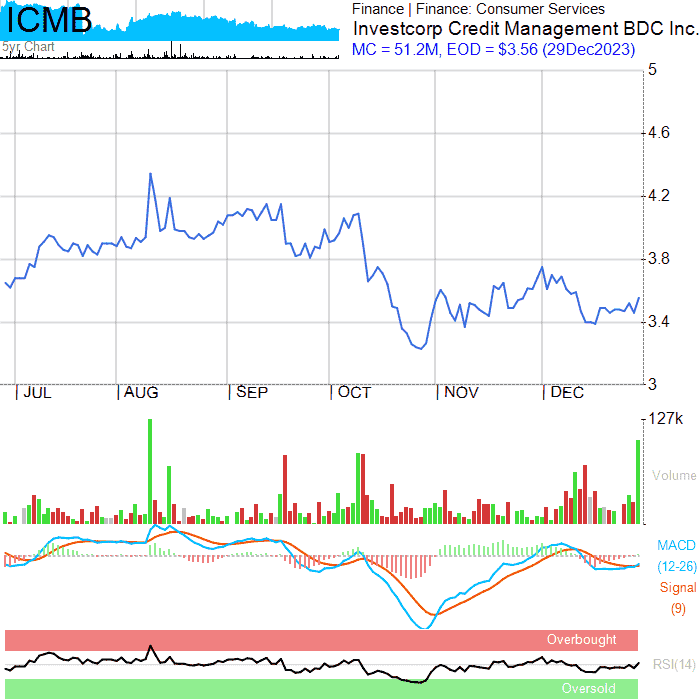 ICMB
5yr Chart
Finance | Finance: Consumer Services
Investcorp Credit Management BDC Inc.
MC = 51.2M, EOD = $3.56 (29Dec2023)
5
4.6
4.2
3.8
3.4
3
JUL AUG SEP OCT NOV DEC
127k
Volume
MACD
(12-26)
Signal
(9)
Overbought
RSI(14)
Oversold